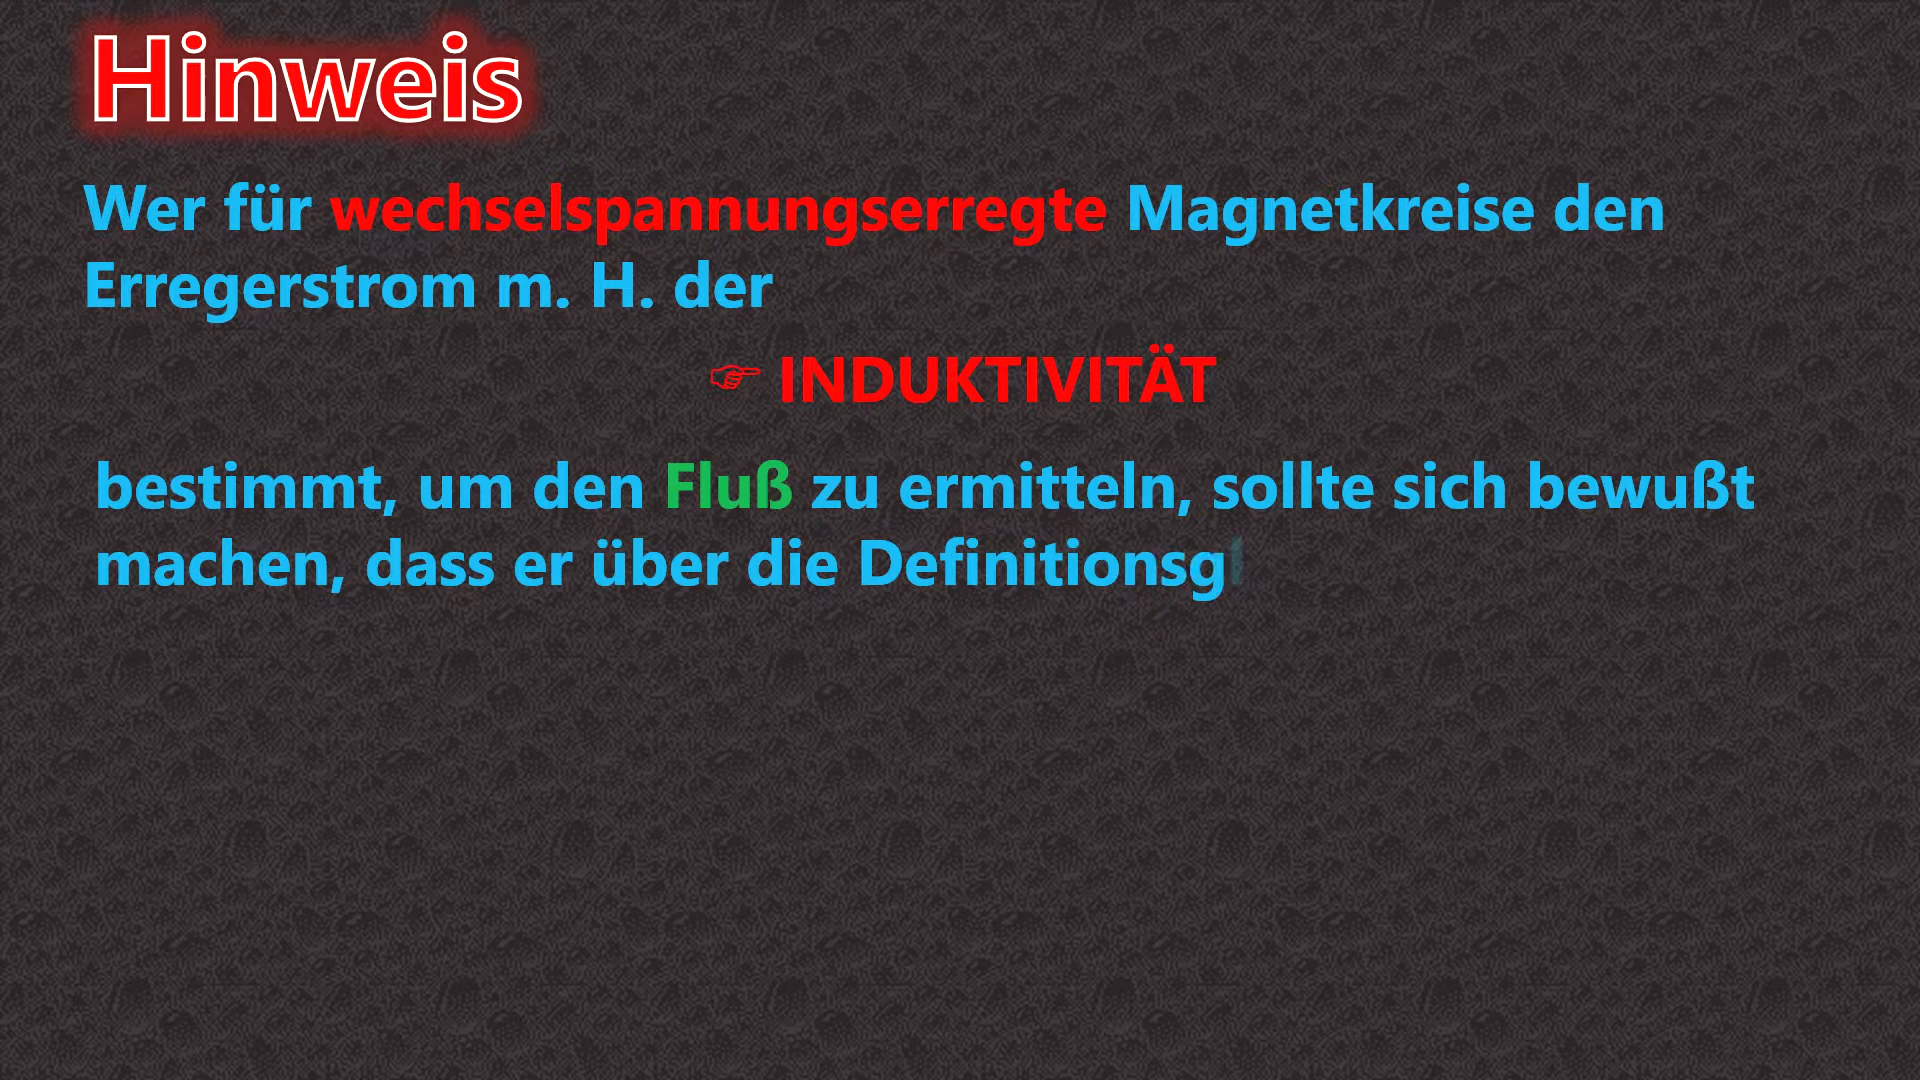 Hinweis
Wer für wechselspannungserregte Magnetkreise den
Erregerstrom m. H. der
☞ INDUKTIVITÄT
bestimmt, um den Fluß zu ermitteln, sollte sich bewußt
machen, dass er über die Definitionsgl